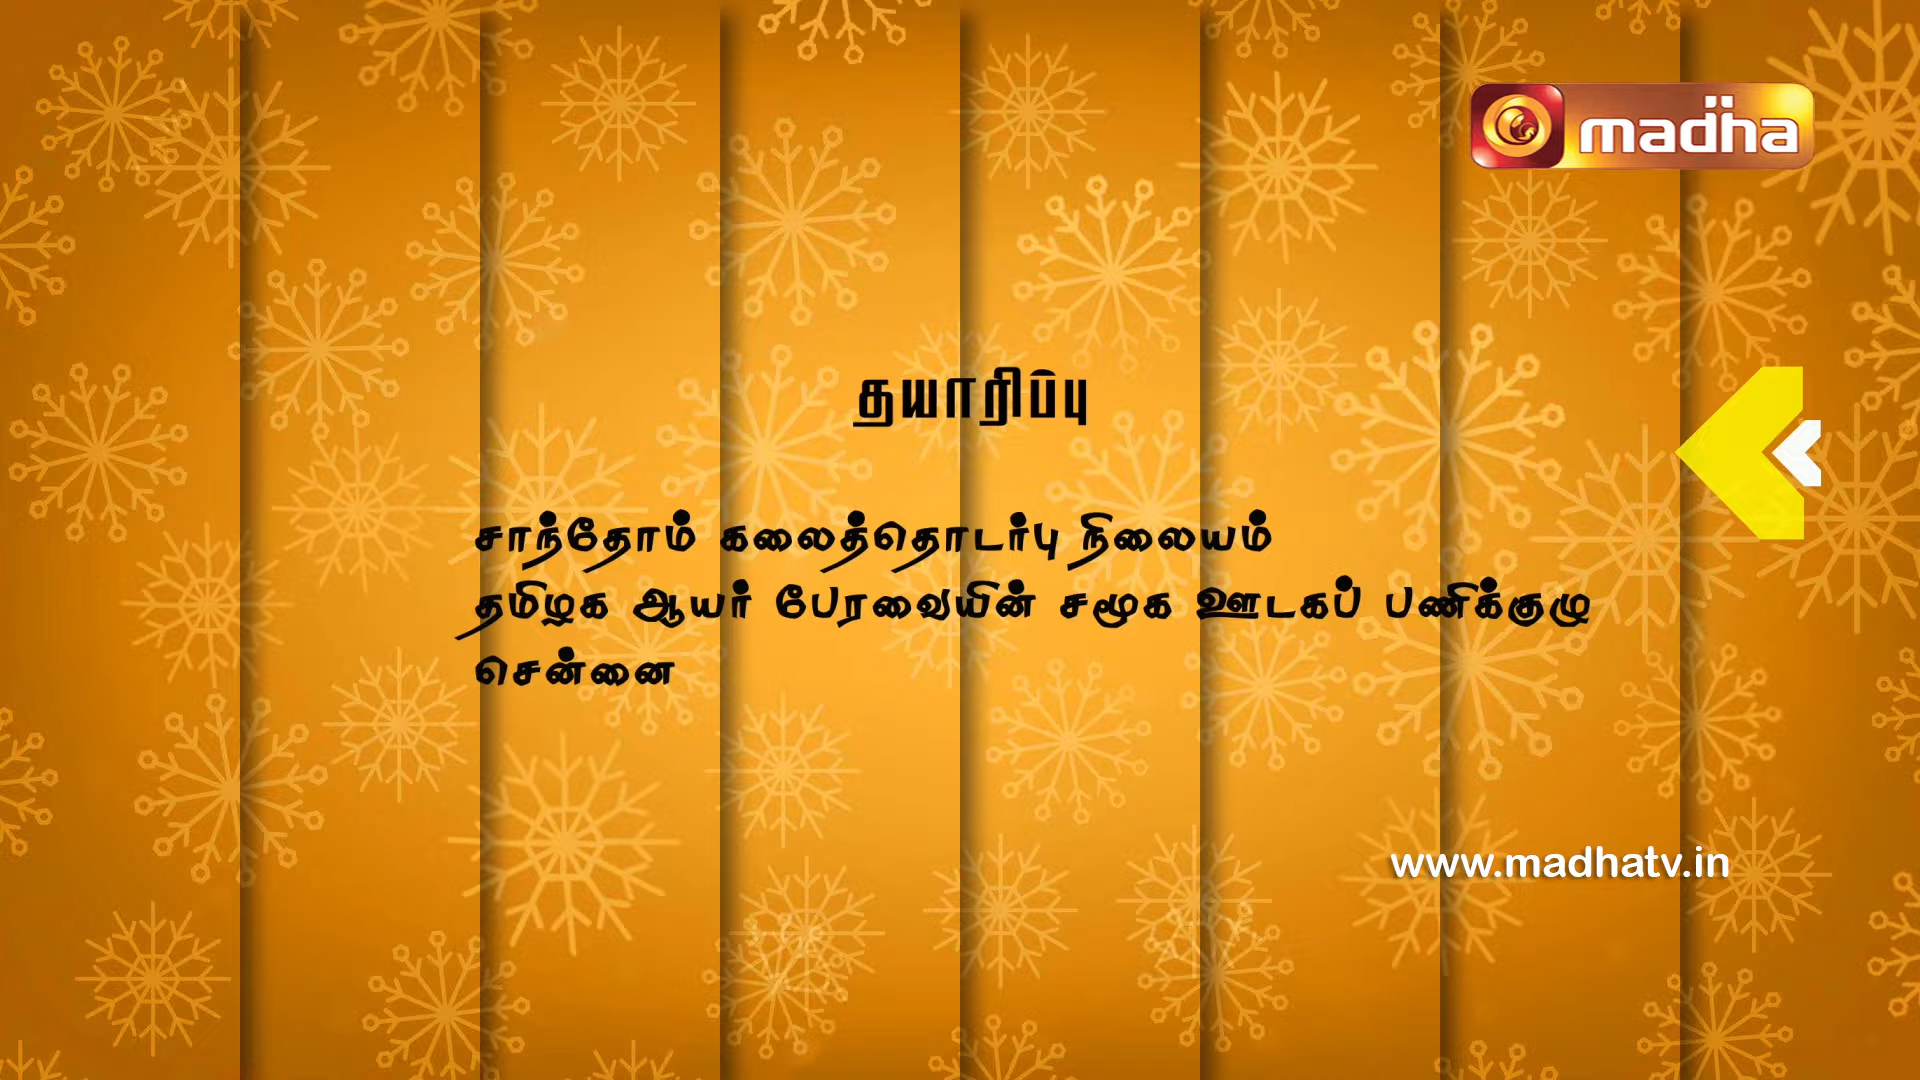 madha
தயாரிப்பு
சாந்தோம் கலைத்தொடர்பு நிலையம்
தமிழக ஆயர் பேரவையின் சமூக ஊடகப் பணிக்குழு
சென்னை
www.madhatv.in